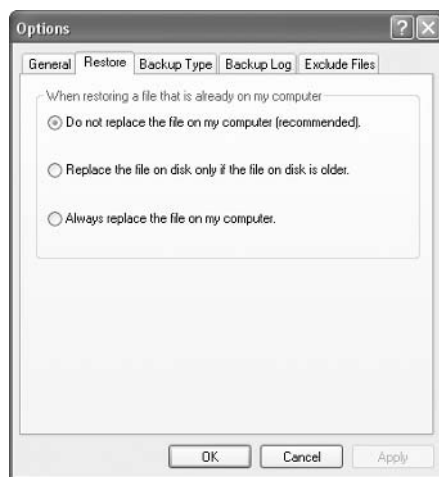 Options
General Restore Backup Type Backup Log Exclude Files
When restoring a file that is already on my computer
Do not replace the file on my computer (recommended).
Replace the file on disk only if the file on disk is older.
Always replace the file on my computer.
OK Cancel Apply